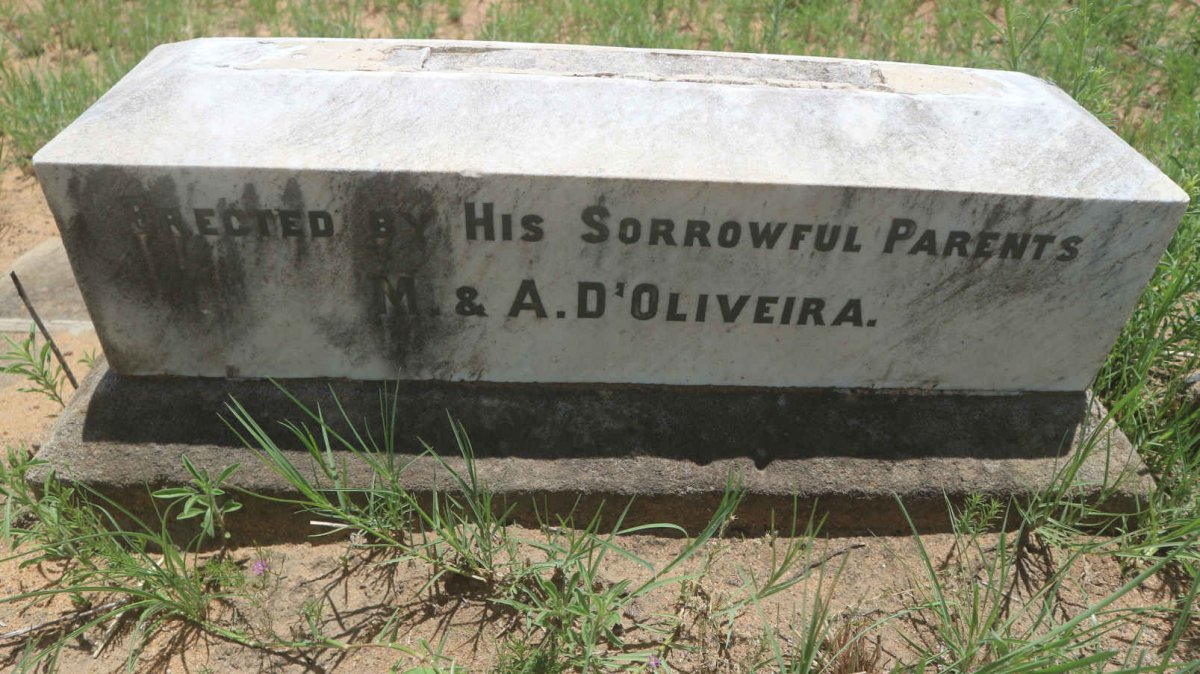 Erected by His Sorrowful Parents
M. & A. D'Oliveira.